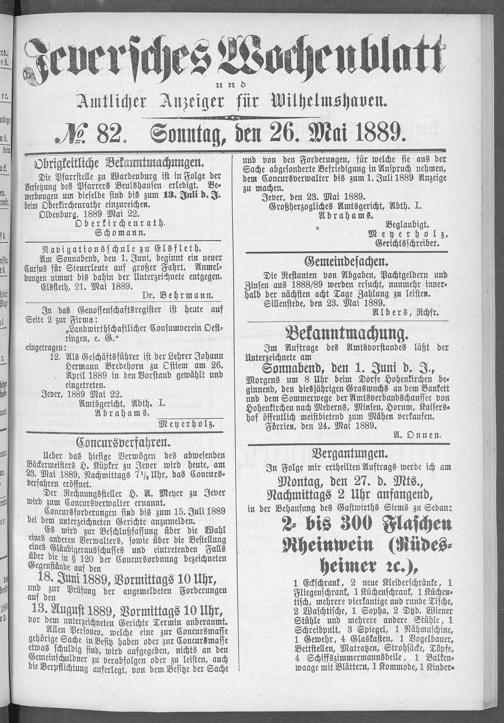 Jeversches Wochenblatt
und
Amtlicher Anzeiger für Wilhelmshaven.
№ 82. Sonntag, den 26. Mai 1889.
Obrigkeitliche Bekanntmachungen.
Die Pfarrstelle zu Wardenburg ist in Folge der
Versetzung des Pfarrers Benlshausen erledigt. Be-
werbungen um dieselbe sind bis zum 13. Juli d. J.
beim Oberkirchenrathe einzureichen.
Oldenburg, 1889 Mai 22.
Oberkirchenrath.
Schomann.
Navigationsschule zu Elsfleth.
Am Sonnabend, den 1. Juni, beginnt ein neuer
Cursus für Steuerleute auf großer Fahrt. Anmel-
dungen nimmt bis dahin der Unterzeichnete entgegen.
Elsfleth, 21. Mai 1889.
Dr. Behrmann.
In das Genossenschaftsregister ist heute auf
Seite 2 zur Firma:
„Landwirthschaftlicher Consumverein Oest-
ringen, e. G.“
eingetragen:
12. Als Geschäftsführer ist der Lehrer Johann
Hermann Bredehorn zu Ostiem am 26.
April 1889 in den Vorstand gewählt und
eingetreten.
Jever, 1889 Mai 22.
Amtsgericht, Abth. I.
Abrahams.
Meyerholz.
Concursverfahren.
Ueber das hiesige Vermögen des abwesenden
Bäckermeisters H. Küpker zu Jever wird heute, am
23. Mai 1889, Nachmittags 7½ Uhr, das Concurs-
verfahren eröffnet.
Der Rechnungssteller H. A. Meyer zu Jever
wird zum Concursverwalter ernannt.
Concursforderungen sind bis zum 15. Juli 1889
bei dem unterzeichneten Gerichte anzumelden.
Es wird zur Beschlußfassung über die Wahl
eines anderen Verwalters, sowie über die Bestellung
eines Gläubigerausschusses und eintretenden Falls
über die in § 120 der Concursordnung bezeichneten
Gegenstände auf den
18. Juni 1889, Vormittags 10 Uhr,
und zur Prüfung der angemeldeten Forderungen
auf den
13. August 1889, Vormittags 10 Uhr,
vor dem unterzeichneten Gerichte Termin anberaumt.
Allen Personen, welche eine zur Concursmasse
gehörige Sache in Besitz haben oder zur Concursmasse
etwas schuldig sind, wird aufgegeben, nichts an den
Gemeinschuldner zu verabfolgen oder zu leisten, auch
die Verpflichtung auferlegt, von dem Besitze der Sache
und von den Forderungen, für welche sie aus der
Sache abgesonderte Befriedigung in Anspruch nehmen,
dem Concursverwalter bis zum 1. Juli 1889 Anzeige
zu machen.
Jever, den 23. Mai 1889.
Großherzogliches Amtsgericht, Abth. I.
Abrahams.
Beglaubigt.
Meyerholz,
Gerichtsschreiber.
Gemeindesachen.
Die Restanten von Abgaben, Pachtgeldern und
Zinsen aus 1888/89 werden ersucht, nunmehr inner-
halb der nächsten acht Tage Zahlung zu leisten.
Sillenstede, den 23. Mai 1889.
Albers, Rchfr.
Bekanntmachung.
Im Auftrage des Amtsvorstandes läßt der
Unterzeichnete am
Sonnabend, den 1. Juni d. J.,
Morgens um 8 Uhr beim Dorfe Hohenkirchen be-
ginnend, den diesjährigen Graswuchs an den Bankett
und dem Sommerwege der Amtsverbandschaussee von
Hohenkirchen nach Mederns, Minsen, Horum, Kaisers-
hof öffentlich meistbietend zum Mähen verkaufen.
Förrien, den 24. Mai 1889.
A. Onnen.
Vergantungen.
In Folge mir ertheilten Auftrags werde ich am
Montag, den 27. d. Mts.,
Nachmittags 2 Uhr anfangend,
in der Behausung des Gastwirths Siems zu Sedan:
2- bis 300 Flaschen
Rheinwein (Rüdes-
heimer ꝛc.),
1 Eckschrank, 2 neue Kleiderschränke, 1
Fliegenschrank, 1 Küchenschrank, 1 Küchen-
tisch, mehrere vierkantige und runde Tische,
2 Waschtische, 1 Sopha, 2 Dtzd. Wiener
Stühle und mehrere andere Stühle, 1
Schreibpult, 3 Spiegel, 1 Nähmaschine,
1 Gewehr, 4 Glaskasten, 1 Vogelbauer,
Bettstellen, Matratzen, Strohsäcke, Töpfe,
4 Schiffszimmermannsbeile, 1 Balken-
waage mit Blättern, 1 Kommode, 1 Kinder-